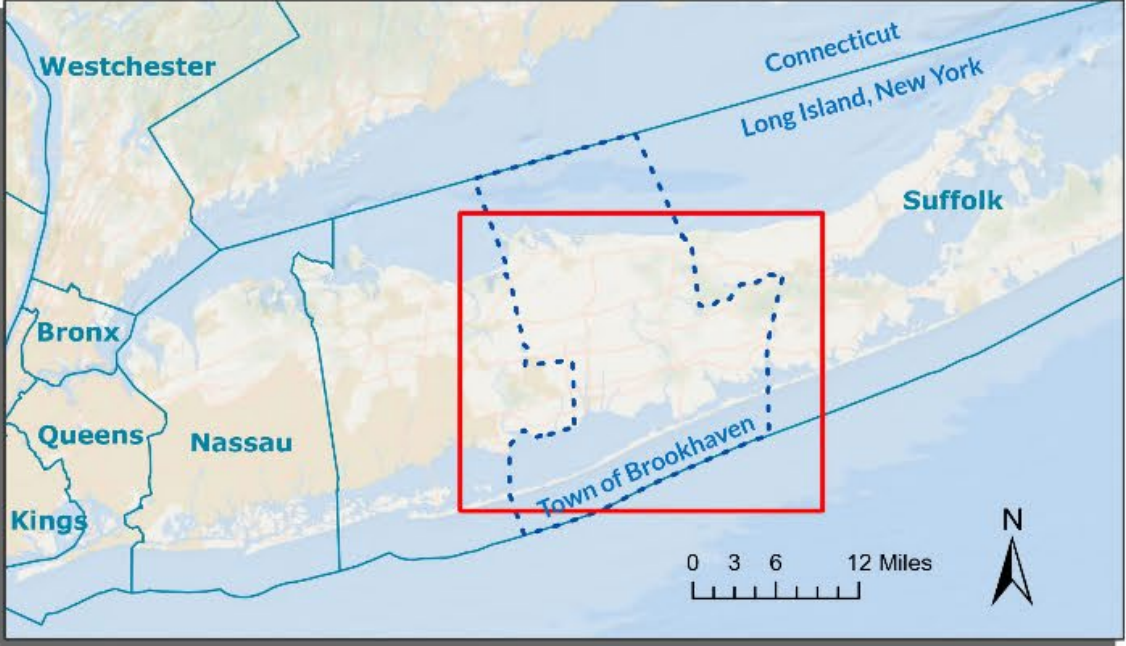 Westchester
Connecticut
Long Island, New York
Suffolk
Bronx
Queens
Nassau
Town of Brookhaven
Kings
N
0 3 6 12 Miles